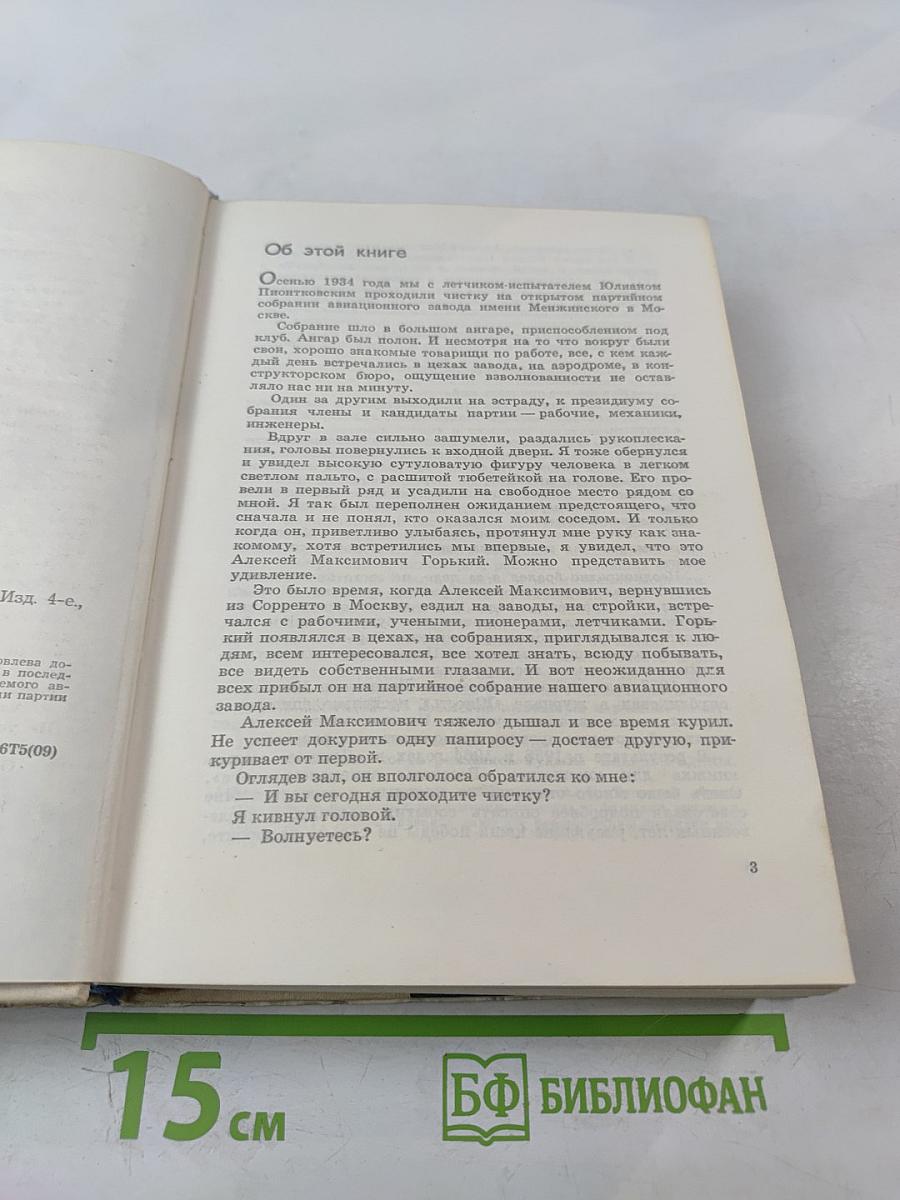 Изд. 4-е.,
овлева до-
в послед-
емого ав-
ии партии
6Т5(09)
Об этой книге
Осенью 1934 года мы с летчиком-испытателем Юлианом
Пионтковским проходили чистку на открытом партийном
собрании авиационного завода имени Менжинского в Мо-
скве.
Собрание шло в большом ангаре, приспособленном под
клуб. Ангар был полон. И несмотря на то что вокруг были
свои, хорошо знакомые товарищи по работе, все, с кем каж-
дый день встречались в цехах завода, на аэродроме, в кон-
структорском бюро, ощущение взволнованности не остав-
ляло нас ни на минуту.
Один за другим выходили на эстраду, к президиуму со-
брания члены и кандидаты партии — рабочие, механики,
инженеры.
Вдруг в зале сильно зашумели, раздались рукоплеска-
ния, головы повернулись к входной двери. Я тоже обернулся
и увидел высокую сутуловатую фигуру человека в легком
светлом пальто, с расшитой тюбетейкой на голове. Его про-
вели в первый ряд и усадили на свободное место рядом со
мной. Я так был переполнен ожиданием предстоящего, что
сначала и не понял, кто оказался моим соседом. И только
когда он, приветливо улыбаясь, протянул мне руку как зна-
комому, хотя встретились мы впервые, я увидел, что это
Алексей Максимович Горький. Можно представить мое
удивление.
Это было время, когда Алексей Максимович, вернувшись
из Сорренто в Москву, ездил на заводы, на стройки, встре-
чался с рабочими, учеными, пионерами, летчиками. Горь-
кий появлялся в цехах, на собраниях, приглядывался к лю-
дям, всем интересовался, все хотел знать, всюду побывать,
все видеть собственными глазами. И вот неожиданно для
всех прибыл он на партийное собрание нашего авиационного
завода.
Алексей Максимович тяжело дышал и все время курил.
Не успеет докурить одну папиросу — достает другую, при-
куривает от первой.
Оглядев зал, он вполголоса обратился ко мне:
— И вы сегодня проходите чистку?
Я кивнул головой.
— Волнуетесь?
3
15 см
БФ БИБЛИОФАН